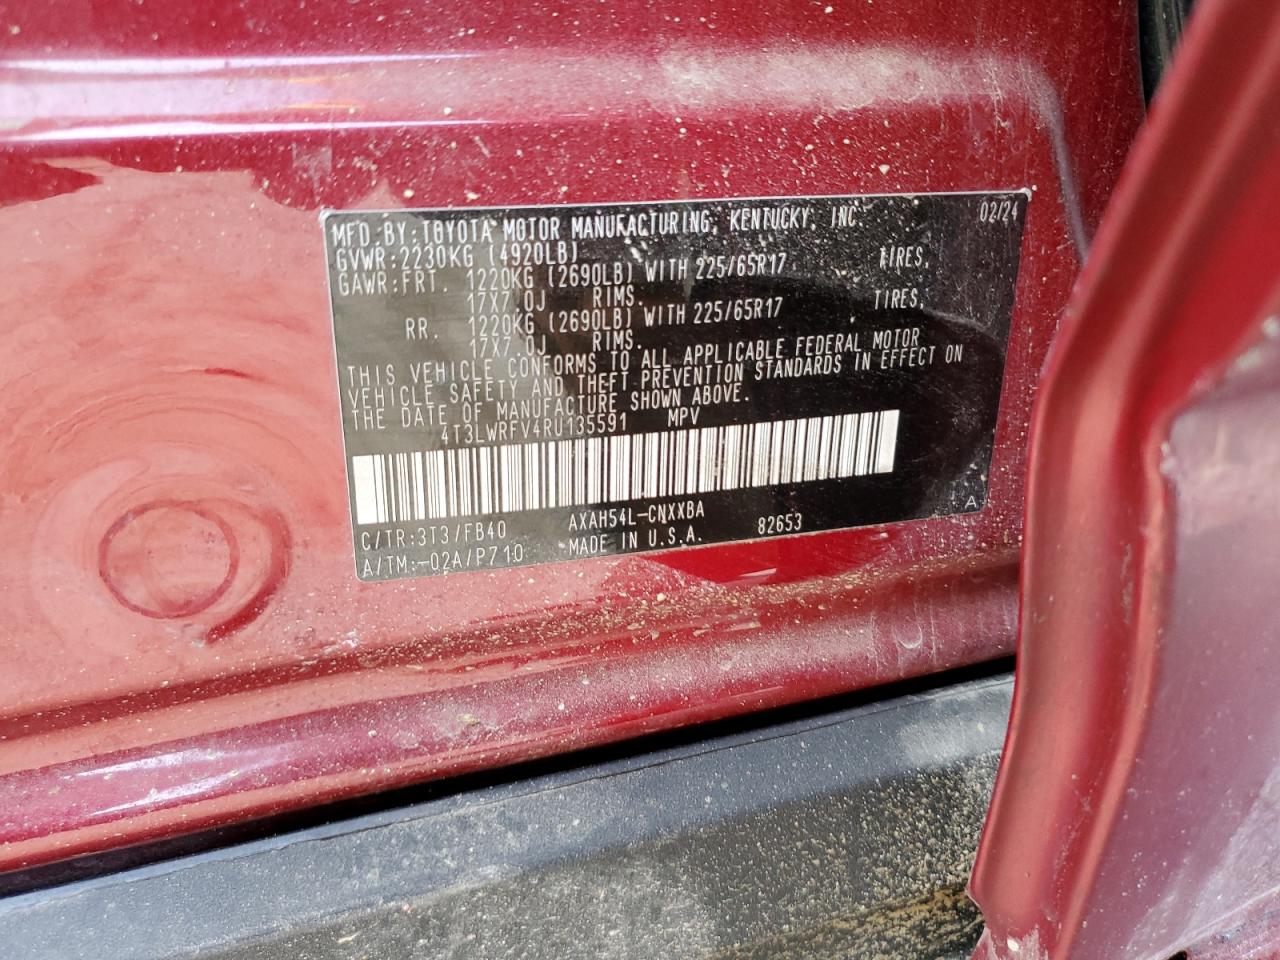 MFD. BY: TOYOTA MOTOR MANUFACTURING, KENTUCKY, INC. 02/24
GVWR: 2230KG (4920LB)
GAWR: FRT. 1220KG (2690LB) WITH 225/65R17 TIRES,
17X7.0J RIMS.
RR. 1220KG (2690LB) WITH 225/65R17 TIRES,
17X7.0J RIMS.
THIS VEHICLE CONFORMS TO ALL APPLICABLE FEDERAL MOTOR
VEHICLE SAFETY AND THEFT PREVENTION STANDARDS IN EFFECT ON
THE DATE OF MANUFACTURE SHOWN ABOVE.
4T3LWRFV4RU135591 MPV
C/TR: 3T3/FB40 AXAH54L-CNXXBA A
A/TM: -02A/P710 MADE IN U.S.A. 82653